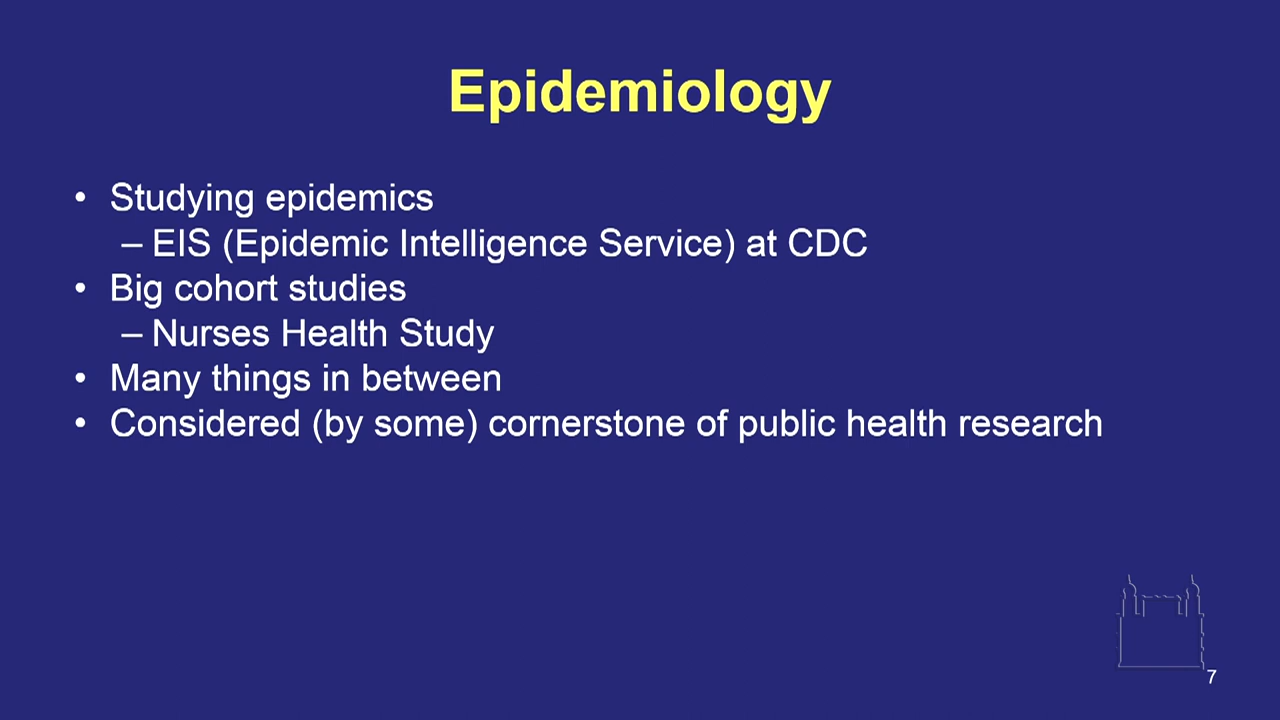 Epidemiology
• Studying epidemics
– EIS (Epidemic Intelligence Service) at CDC
• Big cohort studies
– Nurses Health Study
• Many things in between
• Considered (by some) cornerstone of public health research
7